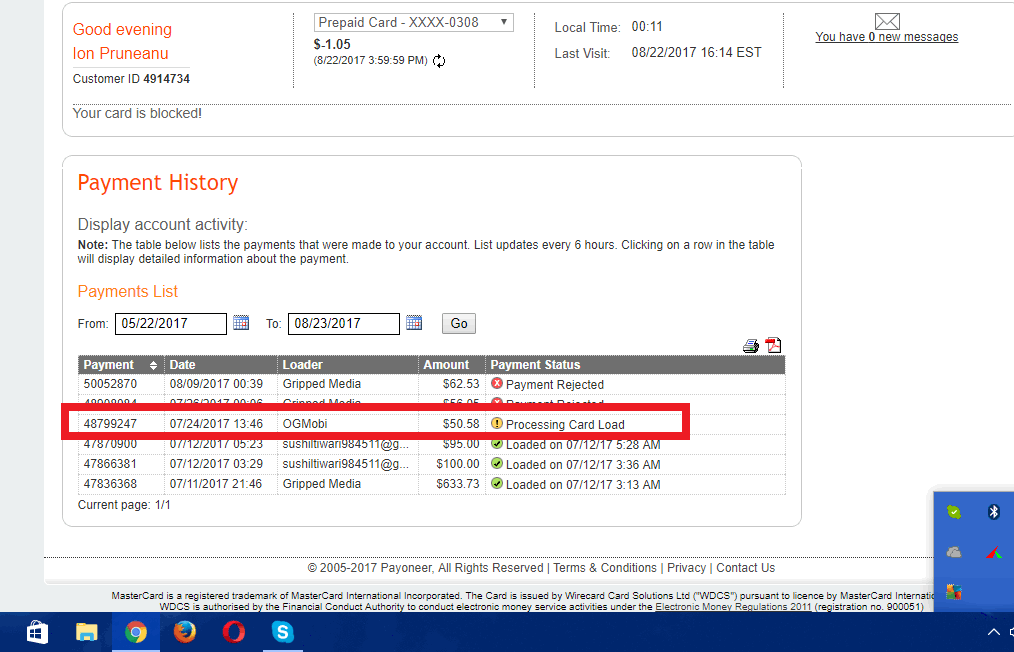 Good evening
Ion Pruneanu
Customer ID 4914734
Prepaid Card - XXXX-0308
$-1.05
(8/22/2017 3:59:59 PM)
Local Time: 00:11
Last Visit: 08/22/2017 16:14 EST
You have 0 new messages
Your card is blocked!
Payment History
Display account activity:
Note: The table below lists the payments that were made to your account. List updates every 6 hours. Clicking on a row in the table
will display detailed information about the payment.
Payments List
From: 05/22/2017 To: 08/23/2017 Go
Payment Date Loader Amount Payment Status
50052870 08/09/2017 00:39 Gripped Media $62.53 Payment Rejected
Gripped Media Payment Rejected
48799247 07/24/2017 13:46 OGMobi $50.58 Processing Card Load
47870900 07/12/2017 05:23 sushiltiwari984511@g... $95.00 Loaded on 07/12/17 5:28 AM
47866381 07/12/2017 03:29 sushiltiwari984511@g... $100.00 Loaded on 07/12/17 3:36 AM
47836368 07/11/2017 21:46 Gripped Media $633.73 Loaded on 07/12/17 3:13 AM
Current page: 1/1
© 2005-2017 Payoneer, All Rights Reserved | Terms & Conditions | Privacy | Contact Us
MasterCard is a registered trademark of MasterCard International Incorporated. The Card is issued by Wirecard Card Solutions Ltd ("WDCS") pursuant to licence by MasterCard Internatio
WDCS is authorised by the Financial Conduct Authority to conduct electronic money service activities under the Electronic Money Regulations 2011 (registration no. 900051)